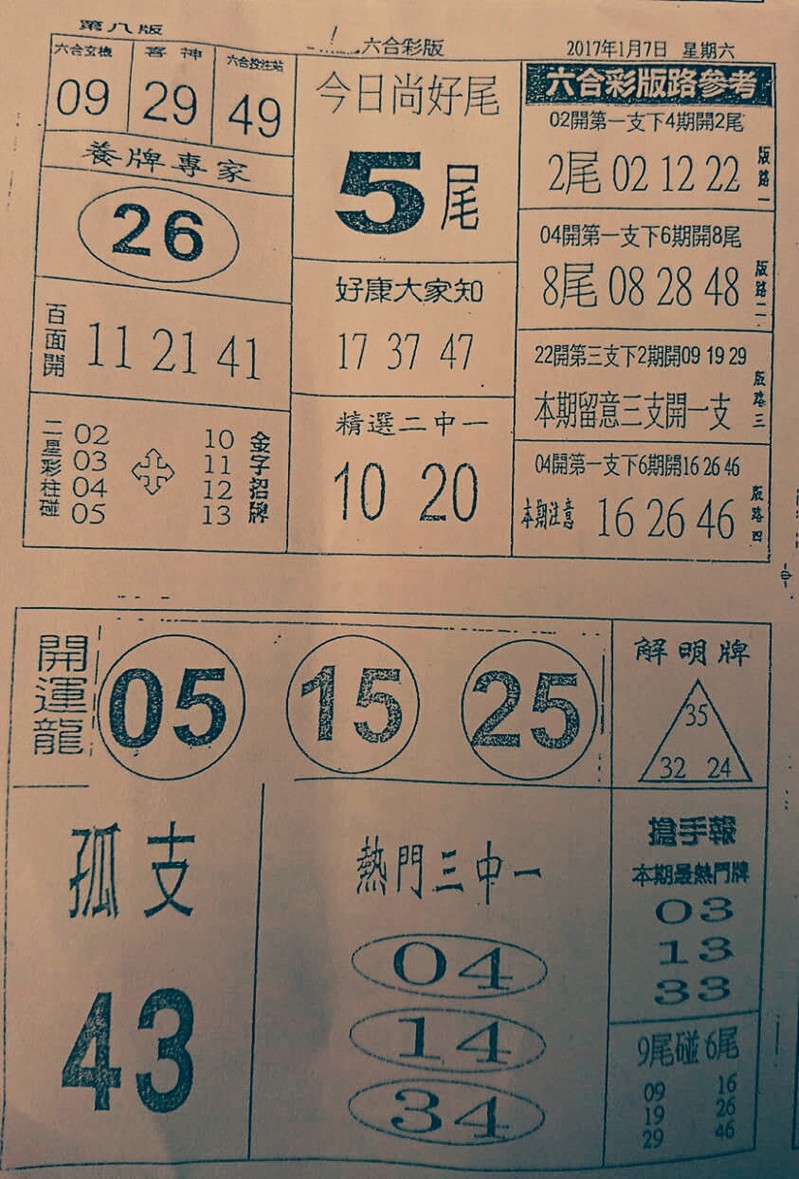 第八版
六合彩版
2017年1月7日 星期六
六合玄機
09
喜神
29
六合投注站
49
養牌專家
26
百面開
11 21 41
二星彩柱碰
02 10
03 11
04 12
05 13
金字招牌
今日尚好尾
5尾
好康大家知
17 37 47
精選二中一
10 20
六合彩版路參考
02開第一支下4期開2尾
2尾 02 12 22
版路一
04開第一支下6期開8尾
8尾 08 28 48
版路二
22開第三支下2期開09 19 29
本期留意三支開一支
版路三
04開第一支下6期開16 26 46
本期注意 16 26 46
版路四
開運龍
05 15 25
解明牌
35
32 24
孤支
43
熱門三中一
04
14
34
搶手報
本期最熱門牌
03
13
33
9尾碰6尾
09 16
19 26
29 46